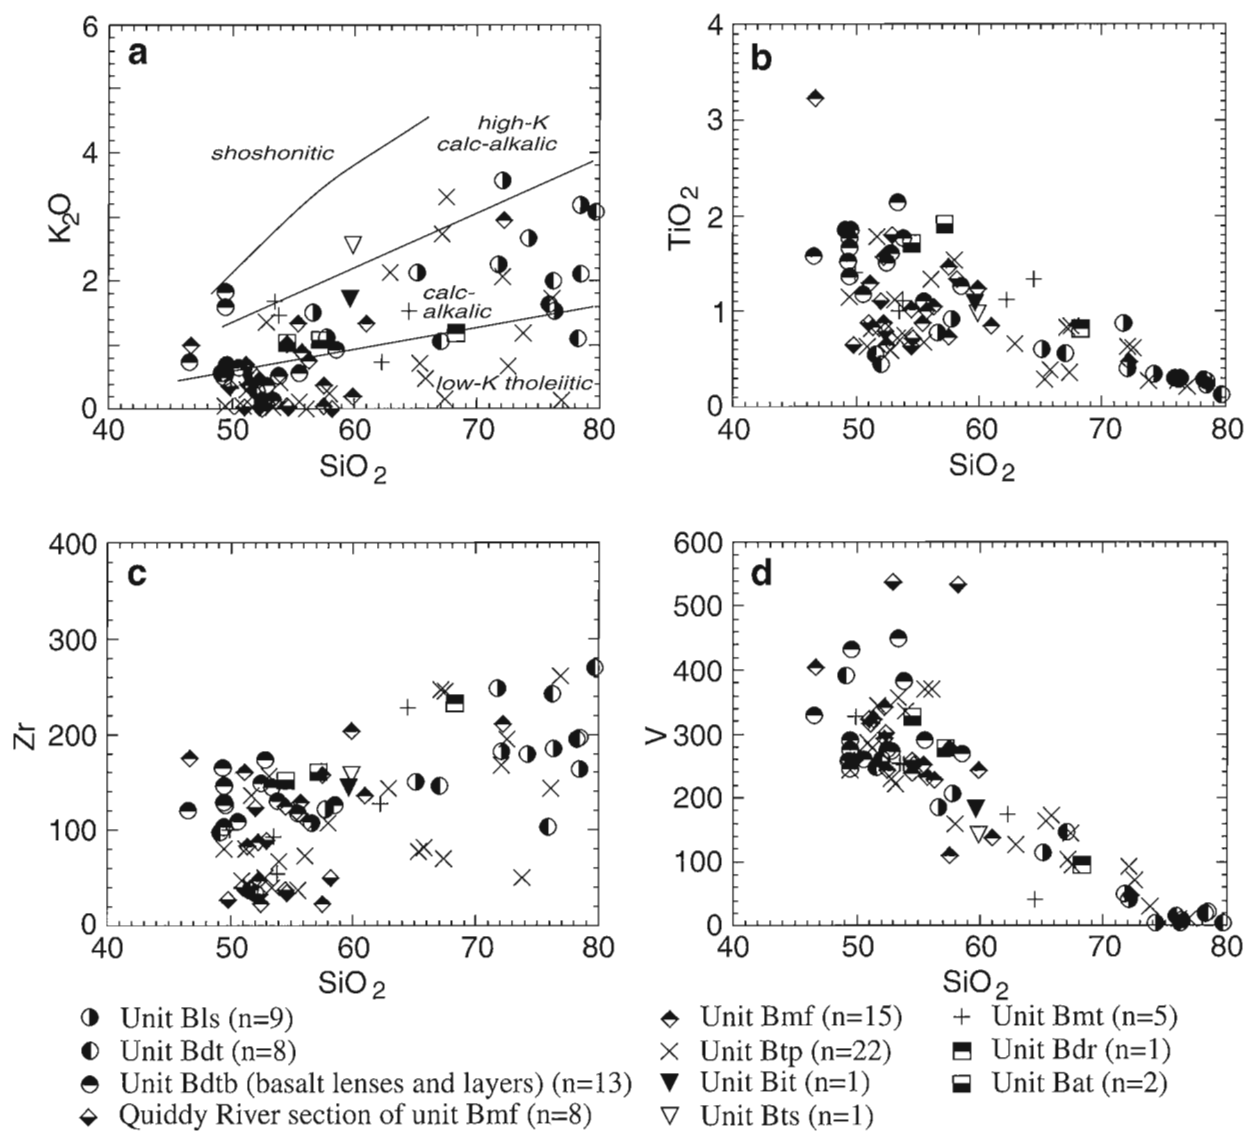 a
6
4
2
0
K2O
shoshonitic
high-K
calc-alkalic
calc-
alkalic
low-K tholeiitic
40 50 60 70 80
SiO2
b
4
3
2
1
0
TiO2
40 50 60 70 80
SiO2
c
400
300
200
100
0
Zr
40 50 60 70 80
SiO2
d
600
500
400
300
200
100
0
V
40 50 60 70 80
SiO2
Unit Bls (n=9)
Unit Bdt (n=8)
Unit Bdtb (basalt lenses and layers) (n=13)
Quiddy River section of unit Bmf (n=8)
Unit Bmf (n=15)
Unit Btp (n=22)
Unit Bit (n=1)
Unit Bts (n=1)
Unit Bmt (n=5)
Unit Bdr (n=1)
Unit Bat (n=2)